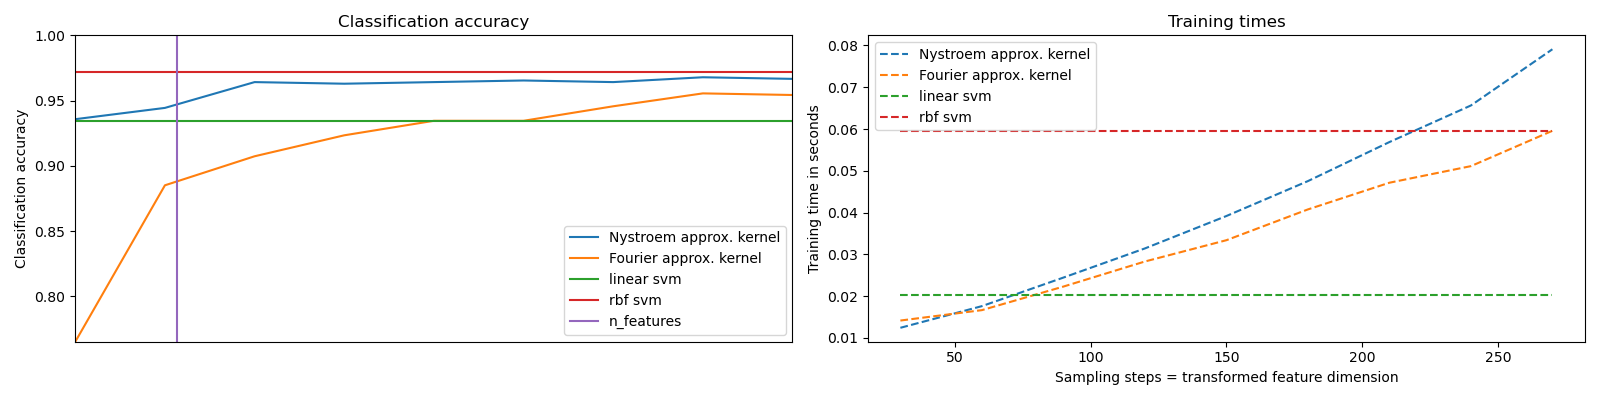 Classification accuracy
Classification accuracy
1.00
0.95
0.90
0.85
0.80
Nystroem approx. kernel
Fourier approx. kernel
linear svm
rbf svm
n_features
Training times
Training time in seconds
0.08
0.07
0.06
0.05
0.04
0.03
0.02
0.01
Nystroem approx. kernel
Fourier approx. kernel
linear svm
rbf svm
50
100
150
200
250
Sampling steps = transformed feature dimension